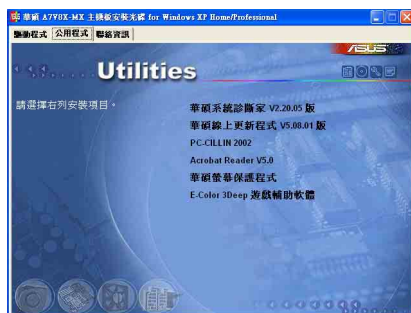 華碩 A7V8X-MX 主機板安裝光碟 for Windows XP Home/Professional
驅動程式 公用程式 聯絡資訊
ASUS
Utilities
請選擇右列安裝項目。
華碩系統診斷家 V2.20.05 版
華碩線上更新程式 V5.08.01 版
PC-CILLIN 2002
Acrobat Reader V5.0
華碩螢幕保護程式
E-Color 3Deep 遊戲輔助軟體